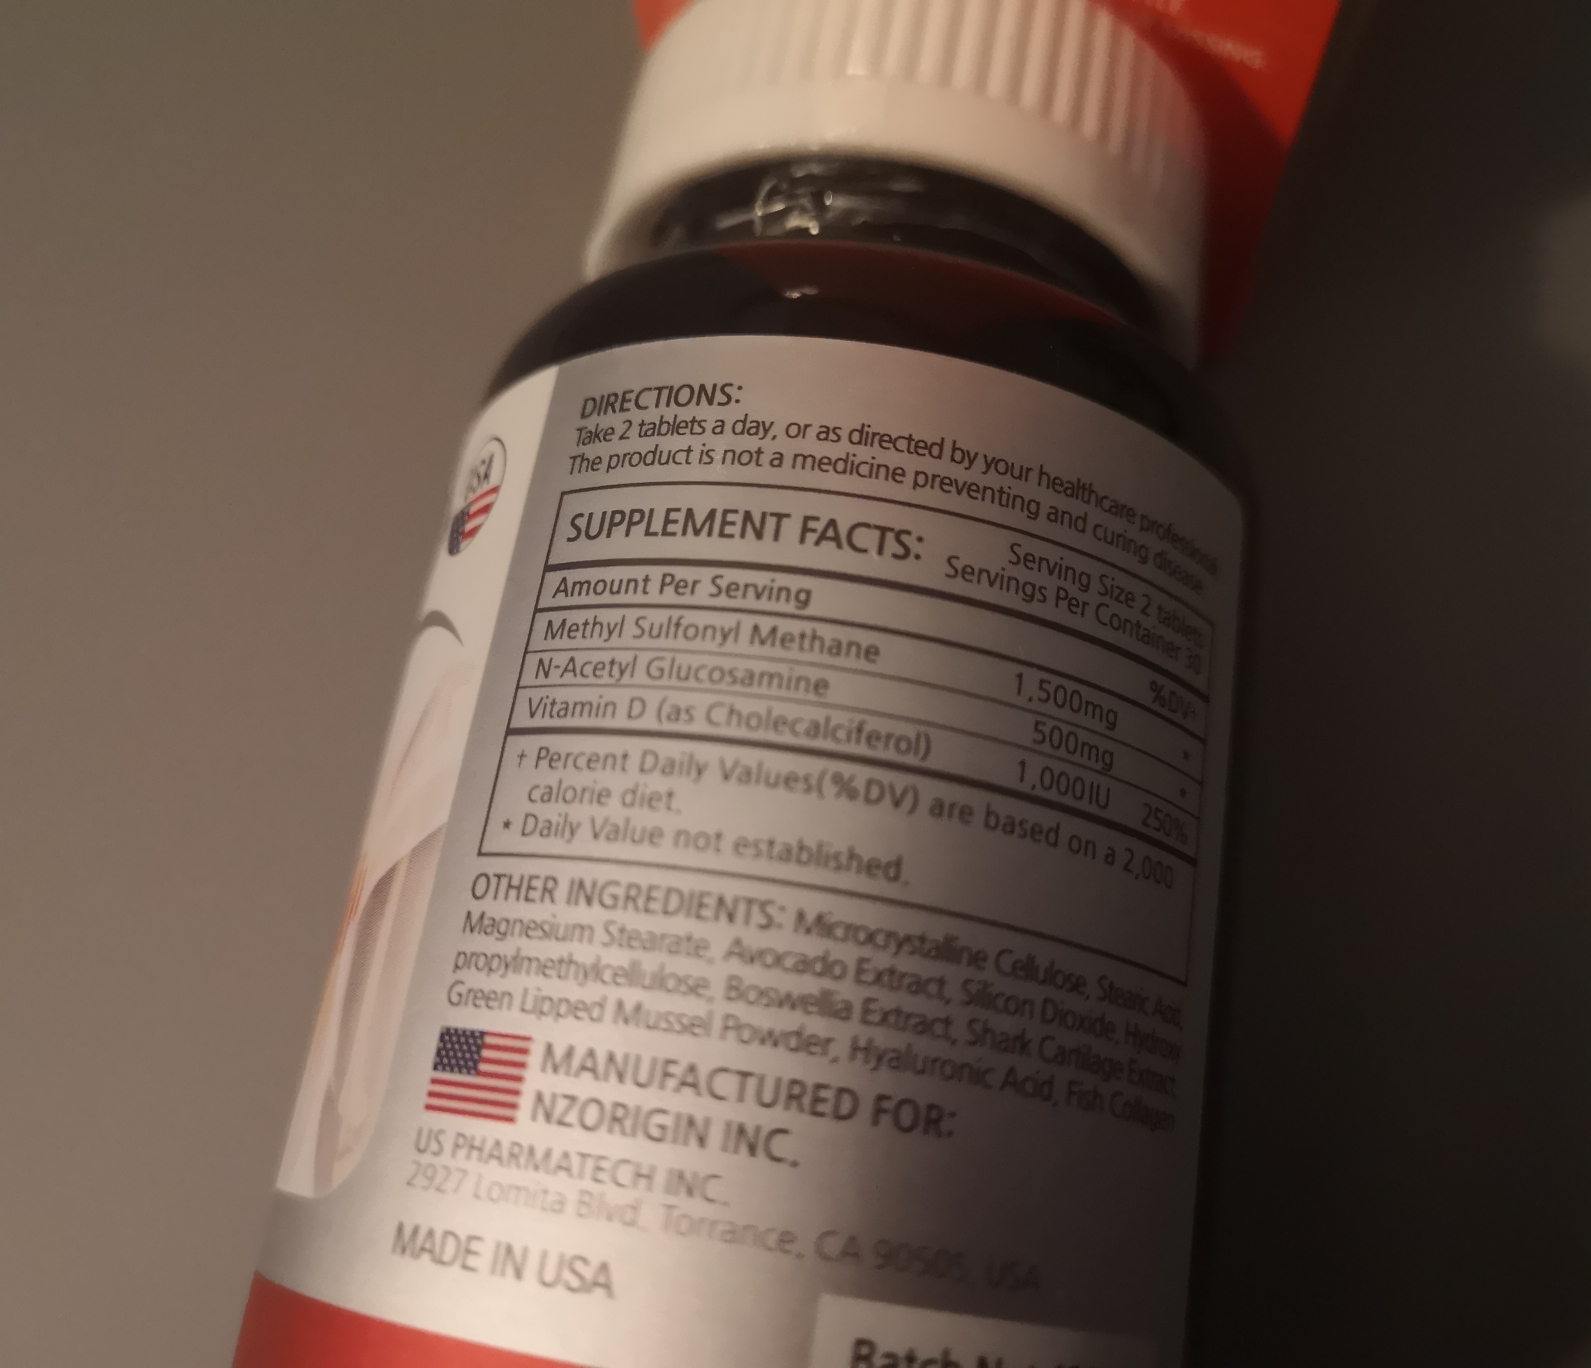 USA
DIRECTIONS:
Take 2 tablets a day, or as directed by your healthcare professional
The product is not a medicine preventing and curing disease.
SUPPLEMENT FACTS:
Serving Size 2 tablets
Servings Per Container 30
Amount Per Serving %DV†
Methyl Sulfonyl Methane 1,500mg *
N-Acetyl Glucosamine 500mg *
Vitamin D (as Cholecalciferol) 1,000IU 250%
† Percent Daily Values(%DV) are based on a 2,000
calorie diet.
* Daily Value not established.
OTHER INGREDIENTS: Microcrystalline Cellulose, Stearic Acid,
Magnesium Stearate, Avocado Extract, Silicon Dioxide, Hydroxy
propylmethylcellulose, Boswellia Extract, Shark Cartilage Extract,
Green Lipped Mussel Powder, Hyaluronic Acid, Fish Collagen
MANUFACTURED FOR:
NZORIGIN INC.
US PHARMATECH INC.
2927 Lomita Blvd. Torrance, CA 90505, USA
MADE IN USA
Batch